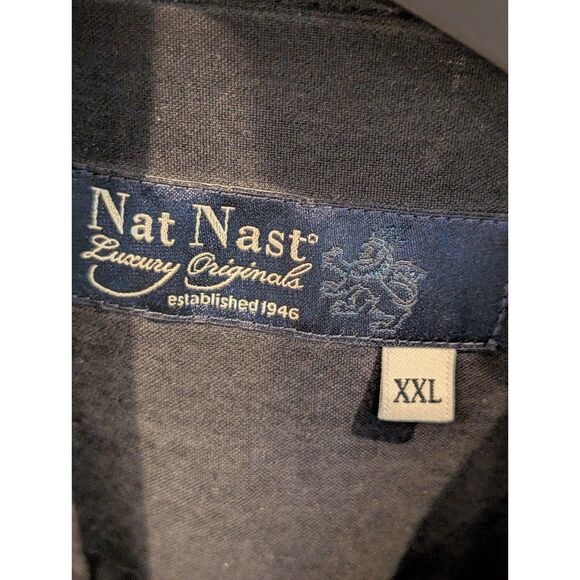 Nat Nast®
Luxury Originals
established 1946
XXL